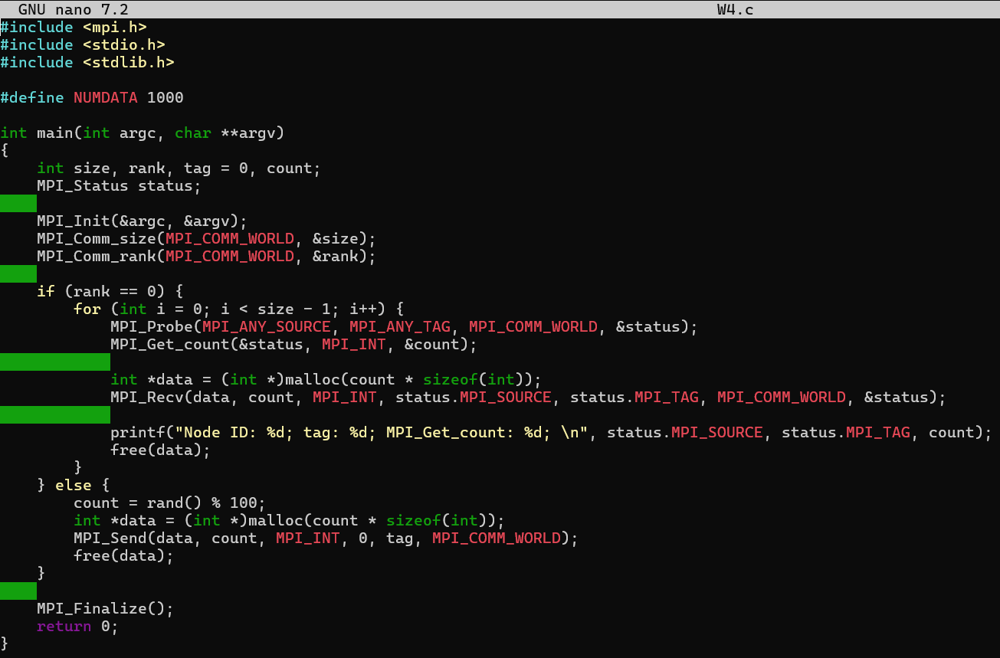 GNU nano 7.2 W4.c
#include <mpi.h>
#include <stdio.h>
#include <stdlib.h>

#define NUMDATA 1000

int main(int argc, char **argv)
{
    int size, rank, tag = 0, count;
    MPI_Status status;

    MPI_Init(&argc, &argv);
    MPI_Comm_size(MPI_COMM_WORLD, &size);
    MPI_Comm_rank(MPI_COMM_WORLD, &rank);

    if (rank == 0) {
        for (int i = 0; i < size - 1; i++) {
            MPI_Probe(MPI_ANY_SOURCE, MPI_ANY_TAG, MPI_COMM_WORLD, &status);
            MPI_Get_count(&status, MPI_INT, &count);

            int *data = (int *)malloc(count * sizeof(int));
            MPI_Recv(data, count, MPI_INT, status.MPI_SOURCE, status.MPI_TAG, MPI_COMM_WORLD, &status);

            printf("Node ID: %d; tag: %d; MPI_Get_count: %d; \n", status.MPI_SOURCE, status.MPI_TAG, count);
            free(data);
        }
    } else {
        count = rand() % 100;
        int *data = (int *)malloc(count * sizeof(int));
        MPI_Send(data, count, MPI_INT, 0, tag, MPI_COMM_WORLD);
        free(data);
    }

    MPI_Finalize();
    return 0;
}